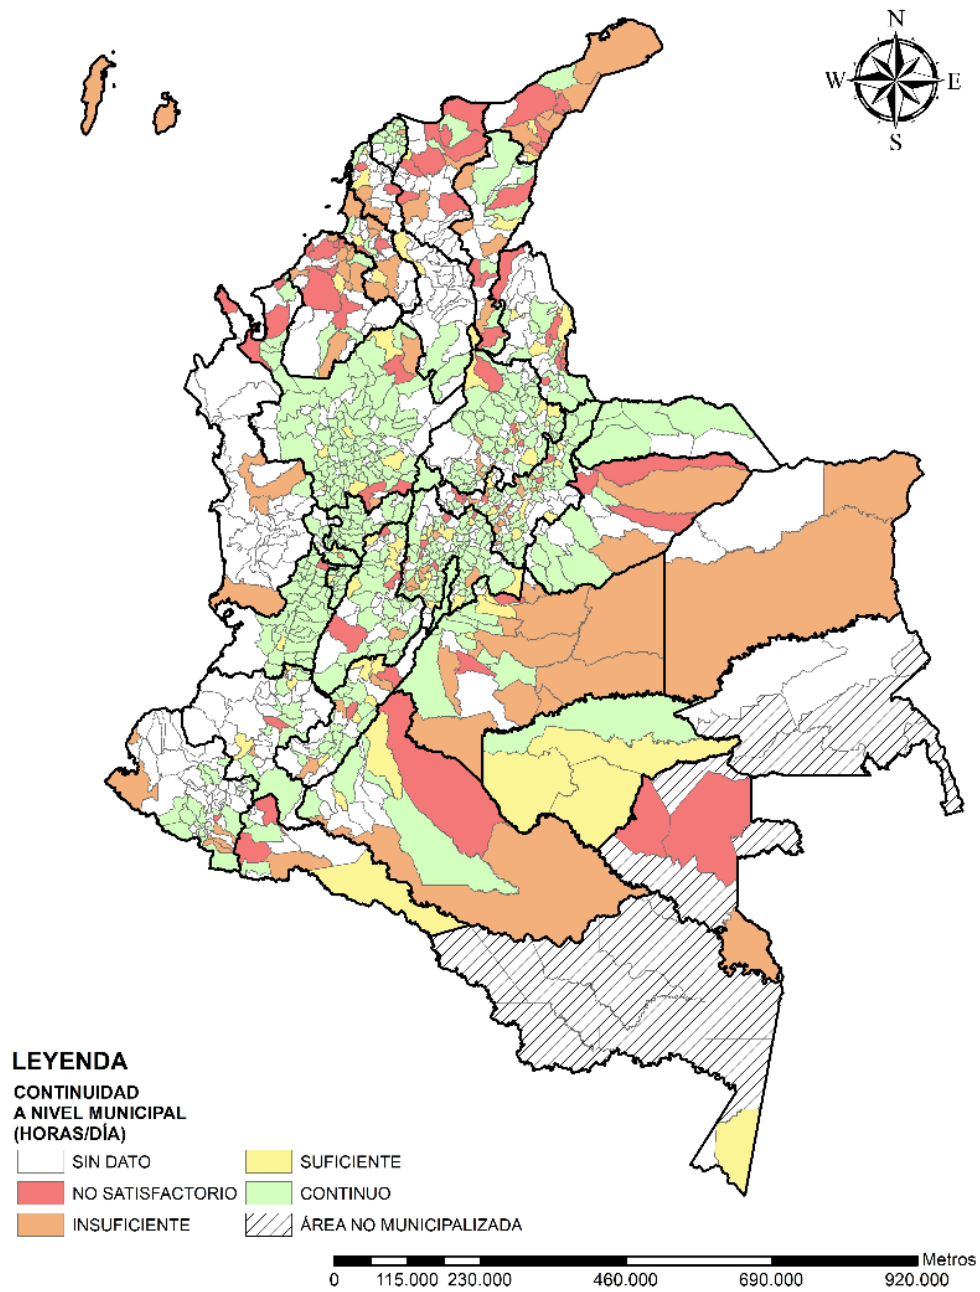 N
W E
S
LEYENDA
CONTINUIDAD
A NIVEL MUNICIPAL
(HORAS/DÍA)
SIN DATO
SUFICIENTE
NO SATISFACTORIO
CONTINUO
INSUFICIENTE
ÁREA NO MUNICIPALIZADA
Metros
0 115.000 230.000 460.000 690.000 920.000